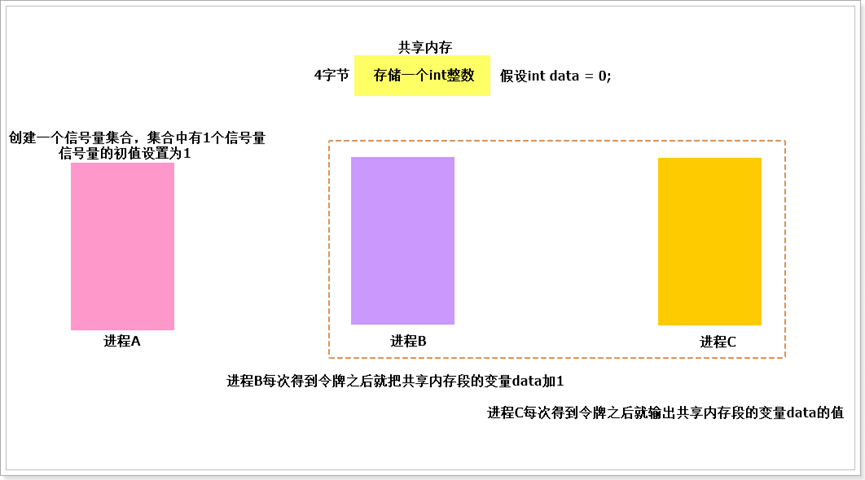 共享内存
4字节
存储一个int整数
假设int data = 0;
创建一个信号量集合，集合中有1个信号量
信号量的初值设置为1
进程A
进程B
进程C
进程B每次得到令牌之后就把共享内存段的变量data加1
进程C每次得到令牌之后就输出共享内存段的变量data的值